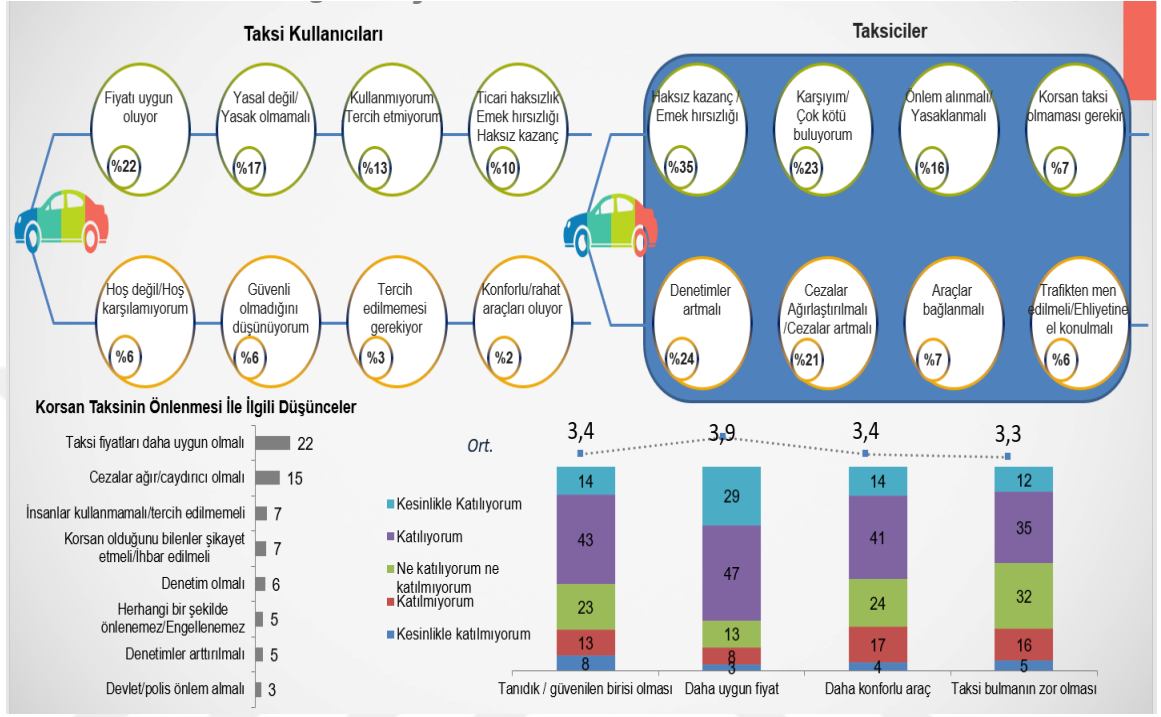 Taksi Kullanıcıları
Fiyatı uygun
oluyor
%22
Yasal değil/
Yasak olmamalı
%17
Kullanmıyorum/
Tercih etmiyorum
%13
Ticari haksızlık
Emek hırsızlığı
Haksız kazanç
%10
Hoş değil/Hoş
karşılamıyorum
%6
Güvenli
olmadığını
düşünüyorum
%6
Tercih
edilmemesi
gerekiyor
%3
Konforlu/rahat
araçları oluyor
%2
Taksiciler
Haksız kazanç /
Emek hırsızlığı
%35
Karşıyım/
Çok kötü
buluyorum
%23
Önlem alınmalı/
Yasaklanmalı
%16
Korsan taksi
olmaması gerekir
%7
Denetimler
artmalı
%24
Cezalar
Ağırlaştırılmalı
/Cezalar artmalı
%21
Araçlar
bağlanmalı
%7
Trafikten men
edilmeli/Ehliyetine
el konulmalı
%6
Korsan Taksinin Önlenmesi İle İlgili Düşünceler
Taksi fiyatları daha uygun olmalı 22
Cezalar ağır/caydırıcı olmalı 15
İnsanlar kullanmamalı/tercih edilmemeli 7
Korsan olduğunu bilenler şikayet
etmeli/İhbar edilmeli 7
Denetim olmalı 6
Herhangi bir şekilde
önlenemez/Engellenemez 5
Denetimler arttırılmalı 5
Devlet/polis önlem almalı 3
Ort. 3,4 3,9 3,4 3,3
Kesinlikle Katılıyorum
Katılıyorum
Ne katılıyorum ne
katılmıyorum
Katılmıyorum
Kesinlikle katılmıyorum
14 29 14 12
43 47 41 35
23 13 24 32
13 8 17 16
8 3 4 5
Tanıdık / güvenilen birisi olması Daha uygun fiyat Daha konforlu araç Taksi bulmanın zor olması